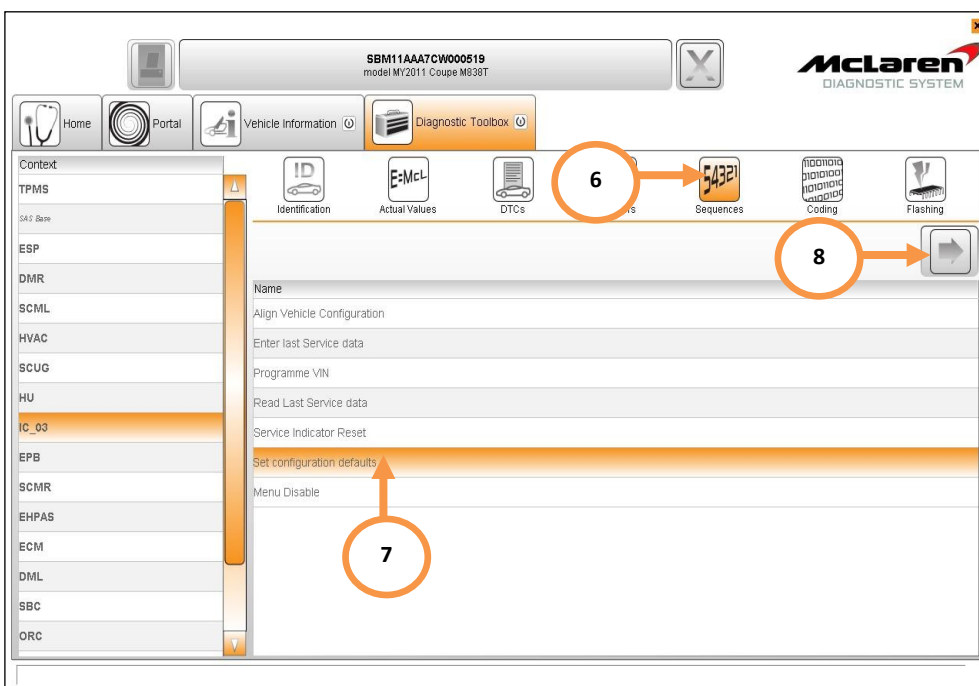 SBM11AAA7CW000519
model MY2011 Coupe M838T
McLaren
DIAGNOSTIC SYSTEM
Home
Portal
Vehicle Information
Diagnostic Toolbox
Context
TPMS
SAS Base
ESP
DMR
SCML
HVAC
SCUG
HU
IC_03
EPB
SCMR
EHPAS
ECM
DML
SBC
ORC
ID
E=McL
54321
Identification
Actual Values
DTCs
Sequences
Coding
Flashing
6
8
Name
Align Vehicle Configuration
Enter last Service data
Programme VIN
Read Last Service data
Service Indicator Reset
Set configuration defaults
Menu Disable
7